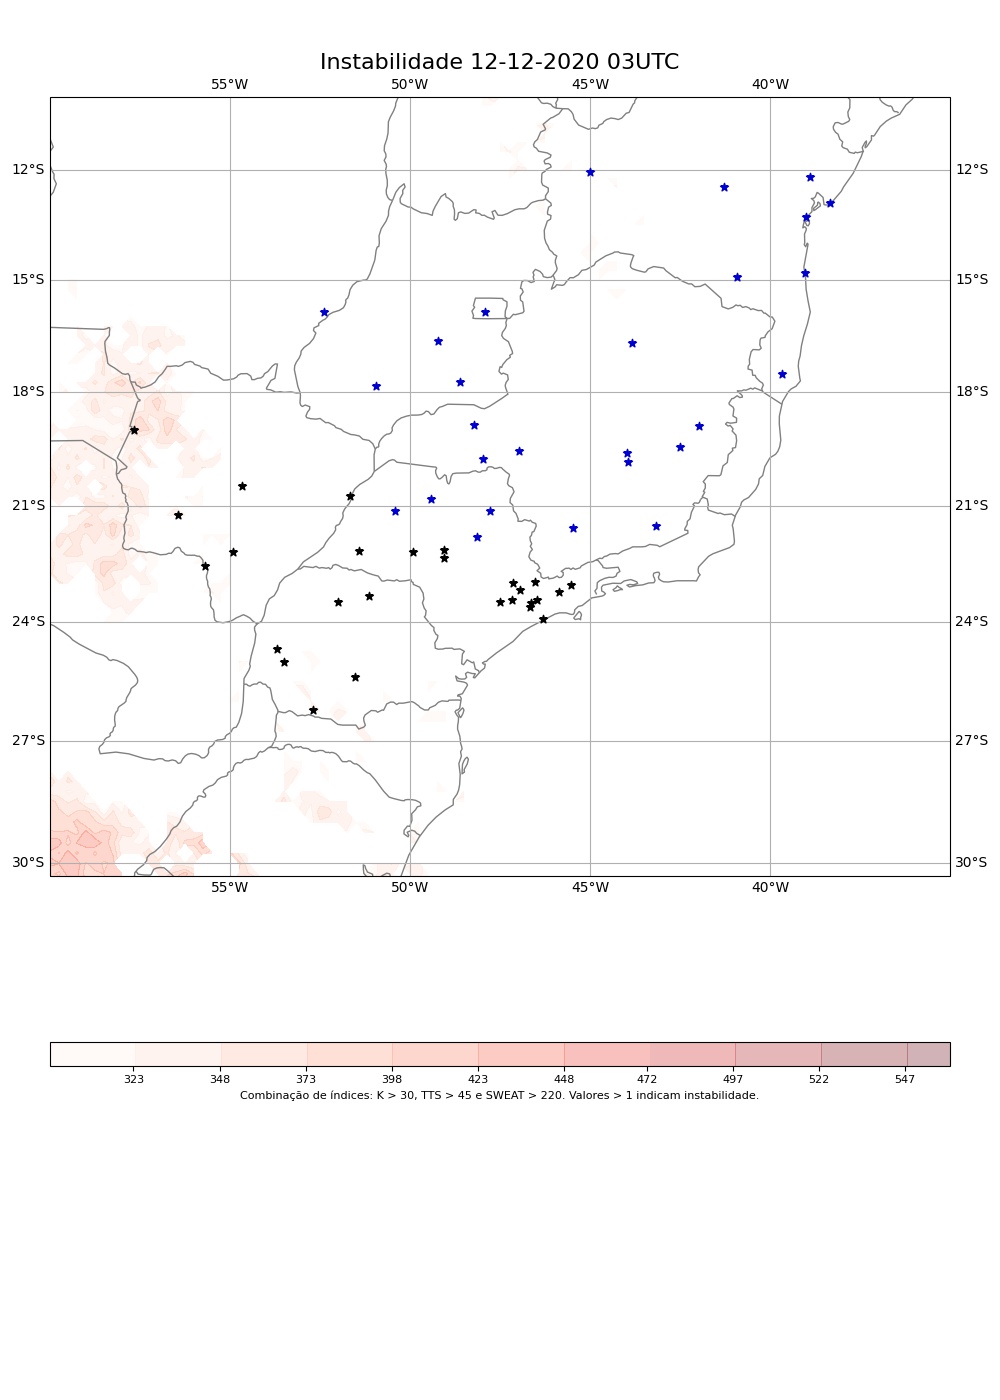 Instabilidade 12-12-2020 03UTC
55°W 50°W 45°W 40°W
12°S 12°S
15°S 15°S
18°S 18°S
21°S 21°S
24°S 24°S
27°S 27°S
30°S 30°S
55°W 50°W 45°W 40°W
323 348 373 398 423 448 472 497 522 547
Combinação de índices: K > 30, TTS > 45 e SWEAT > 220. Valores > 1 indicam instabilidade.